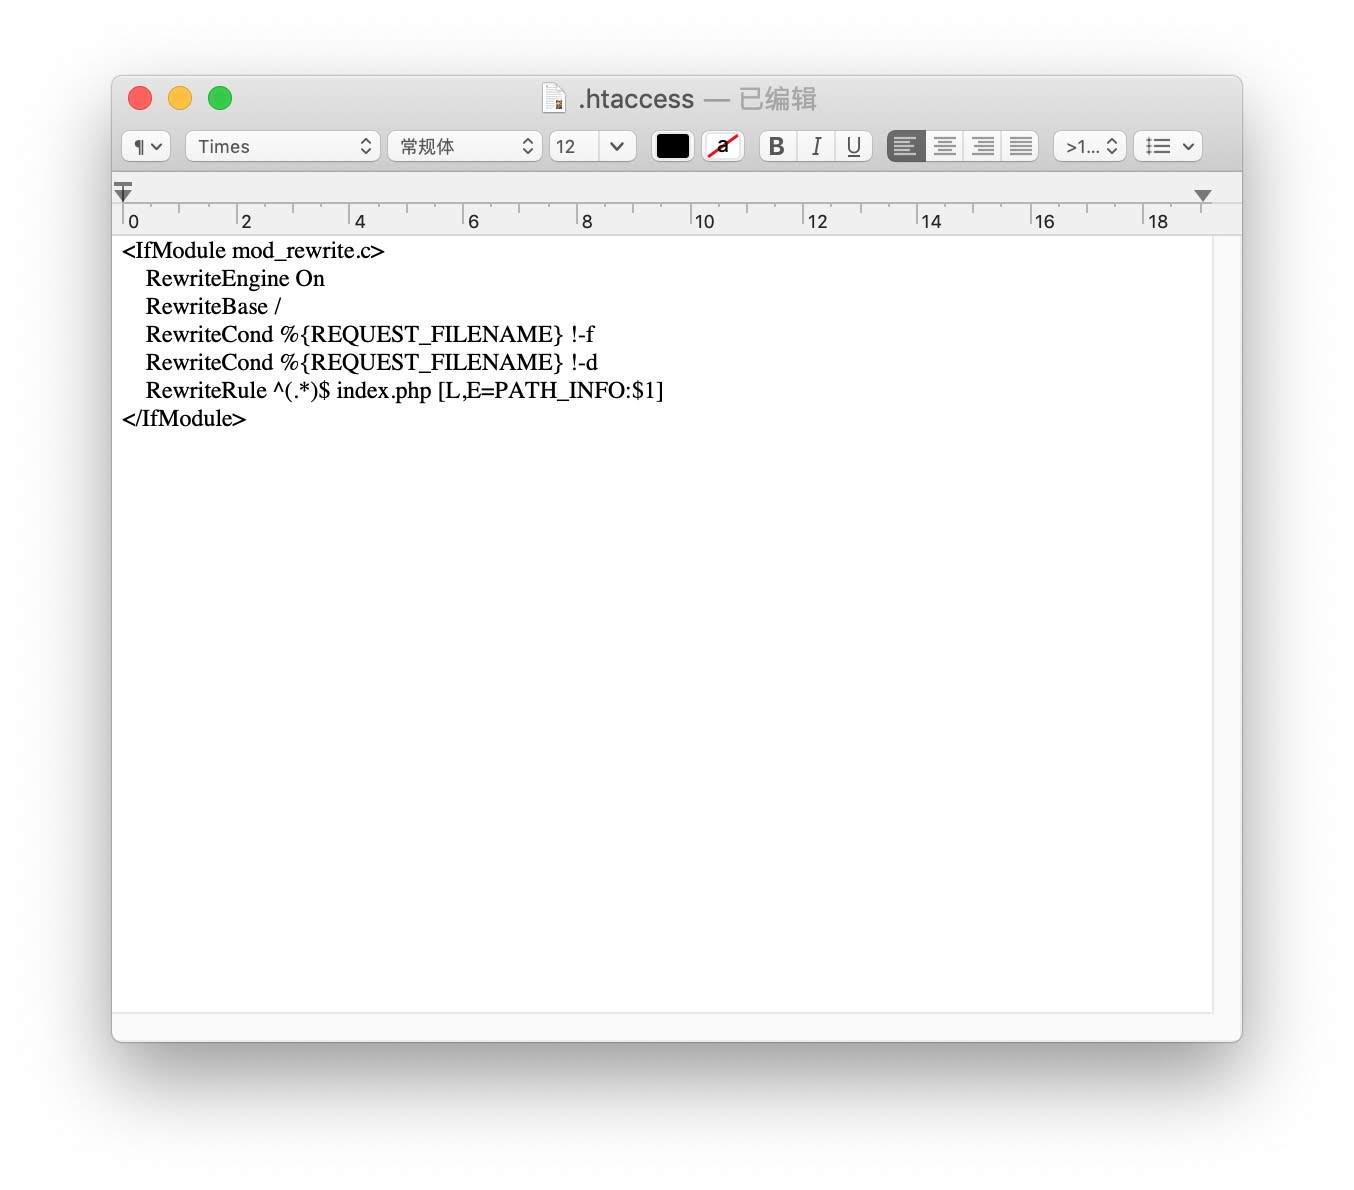 .htaccess — 已编辑
¶ Times 常规体 12 a B I U >1...
0 2 4 6 8 10 12 14 16 18
<IfModule mod_rewrite.c>
    RewriteEngine On
    RewriteBase /
    RewriteCond %{REQUEST_FILENAME} !-f
    RewriteCond %{REQUEST_FILENAME} !-d
    RewriteRule ^(.*)$ index.php [L,E=PATH_INFO:$1]
</IfModule>